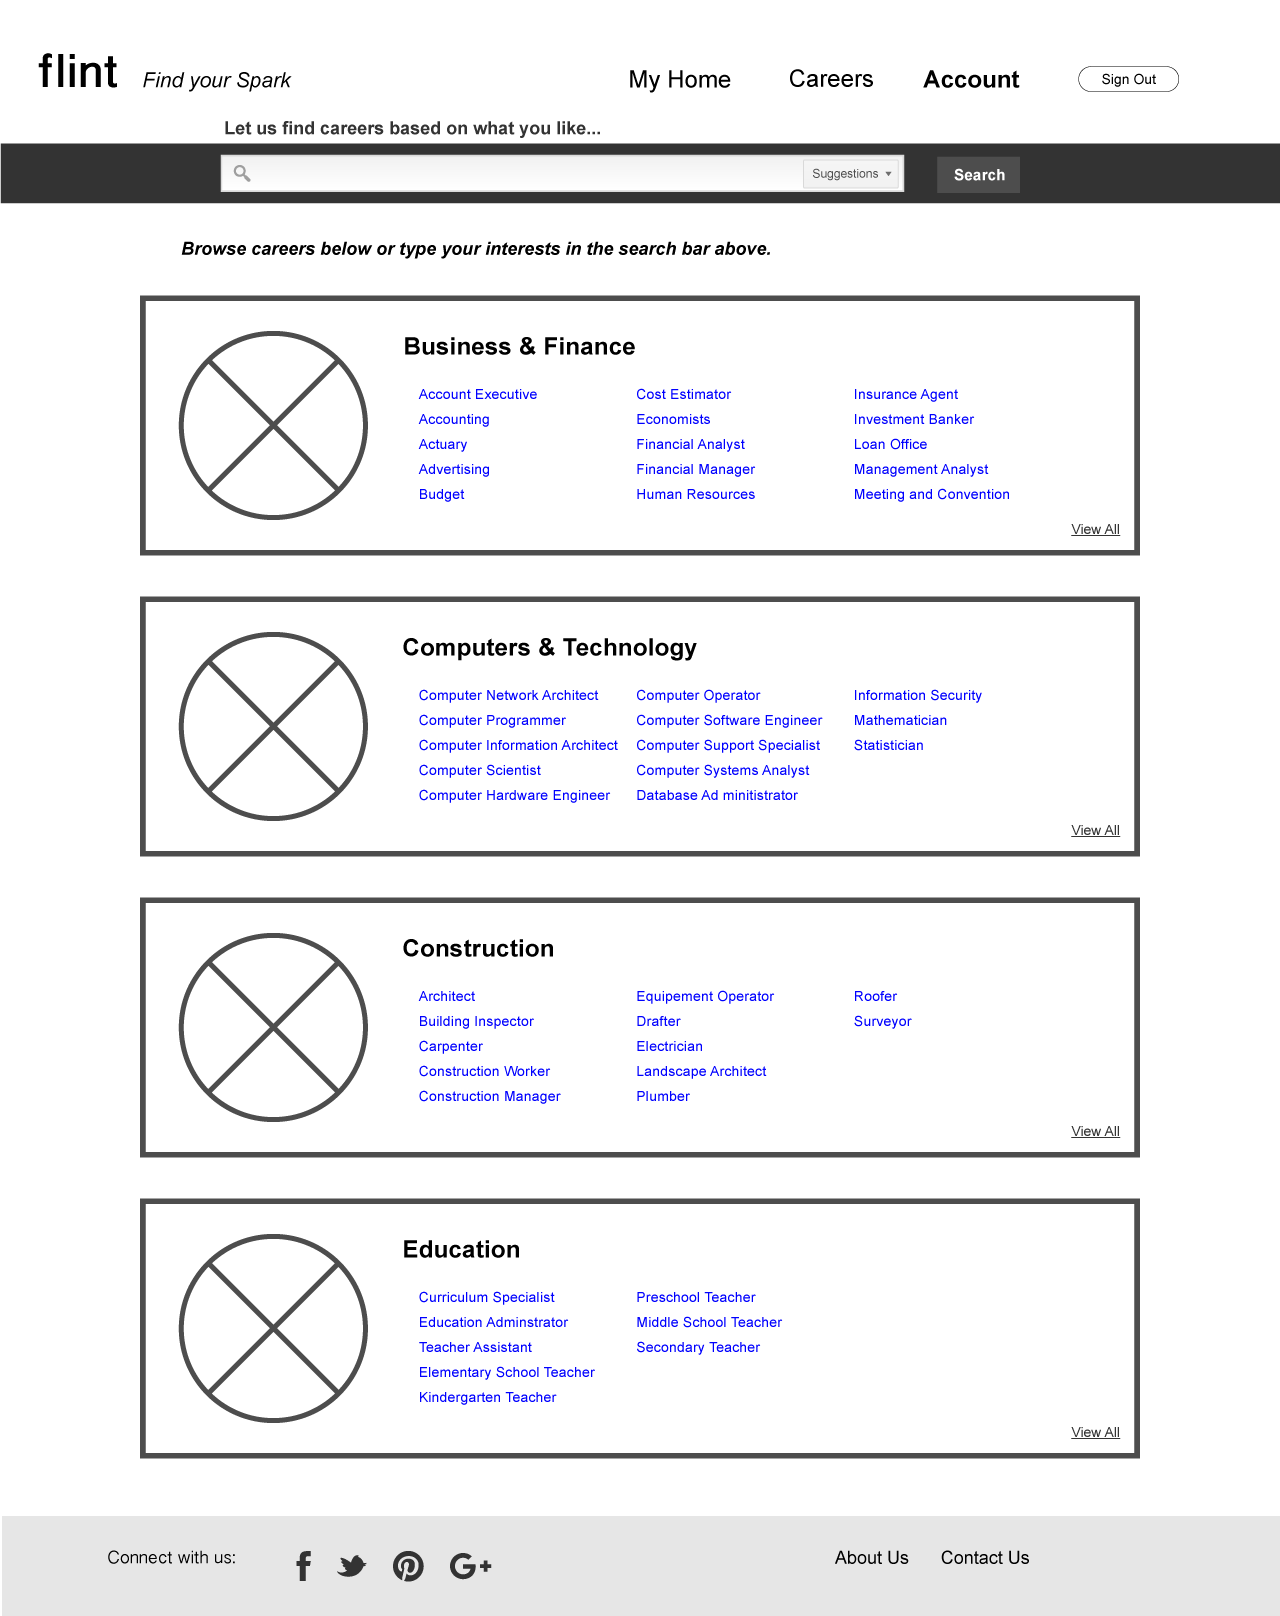 flint Find your Spark My Home Careers Account Sign Out
Let us find careers based on what you like...
Suggestions Search
Browse careers below or type your interests in the search bar above.
Business & Finance
Account Executive Cost Estimator Insurance Agent
Accounting Economists Investment Banker
Actuary Financial Analyst Loan Office
Advertising Financial Manager Management Analyst
Budget Human Resources Meeting and Convention
View All
Computers & Technology
Computer Network Architect Computer Operator Information Security
Computer Programmer Computer Software Engineer Mathematician
Computer Information Architect Computer Support Specialist Statistician
Computer Scientist Computer Systems Analyst
Computer Hardware Engineer Database Ad minitistrator
View All
Construction
Architect Equipement Operator Roofer
Building Inspector Drafter Surveyor
Carpenter Electrician
Construction Worker Landscape Architect
Construction Manager Plumber
View All
Education
Curriculum Specialist Preschool Teacher
Education Adminstrator Middle School Teacher
Teacher Assistant Secondary Teacher
Elementary School Teacher
Kindergarten Teacher
View All
Connect with us: About Us Contact Us